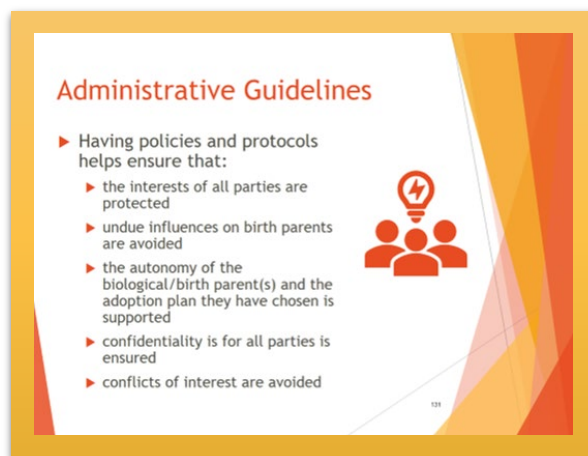 Administrative Guidelines
Having policies and protocols
helps ensure that:
the interests of all parties are
protected
undue influences on birth parents
are avoided
the autonomy of the
biological/birth parent(s) and the
adoption plan they have chosen is
supported
confidentiality is for all parties is
ensured
conflicts of interest are avoided